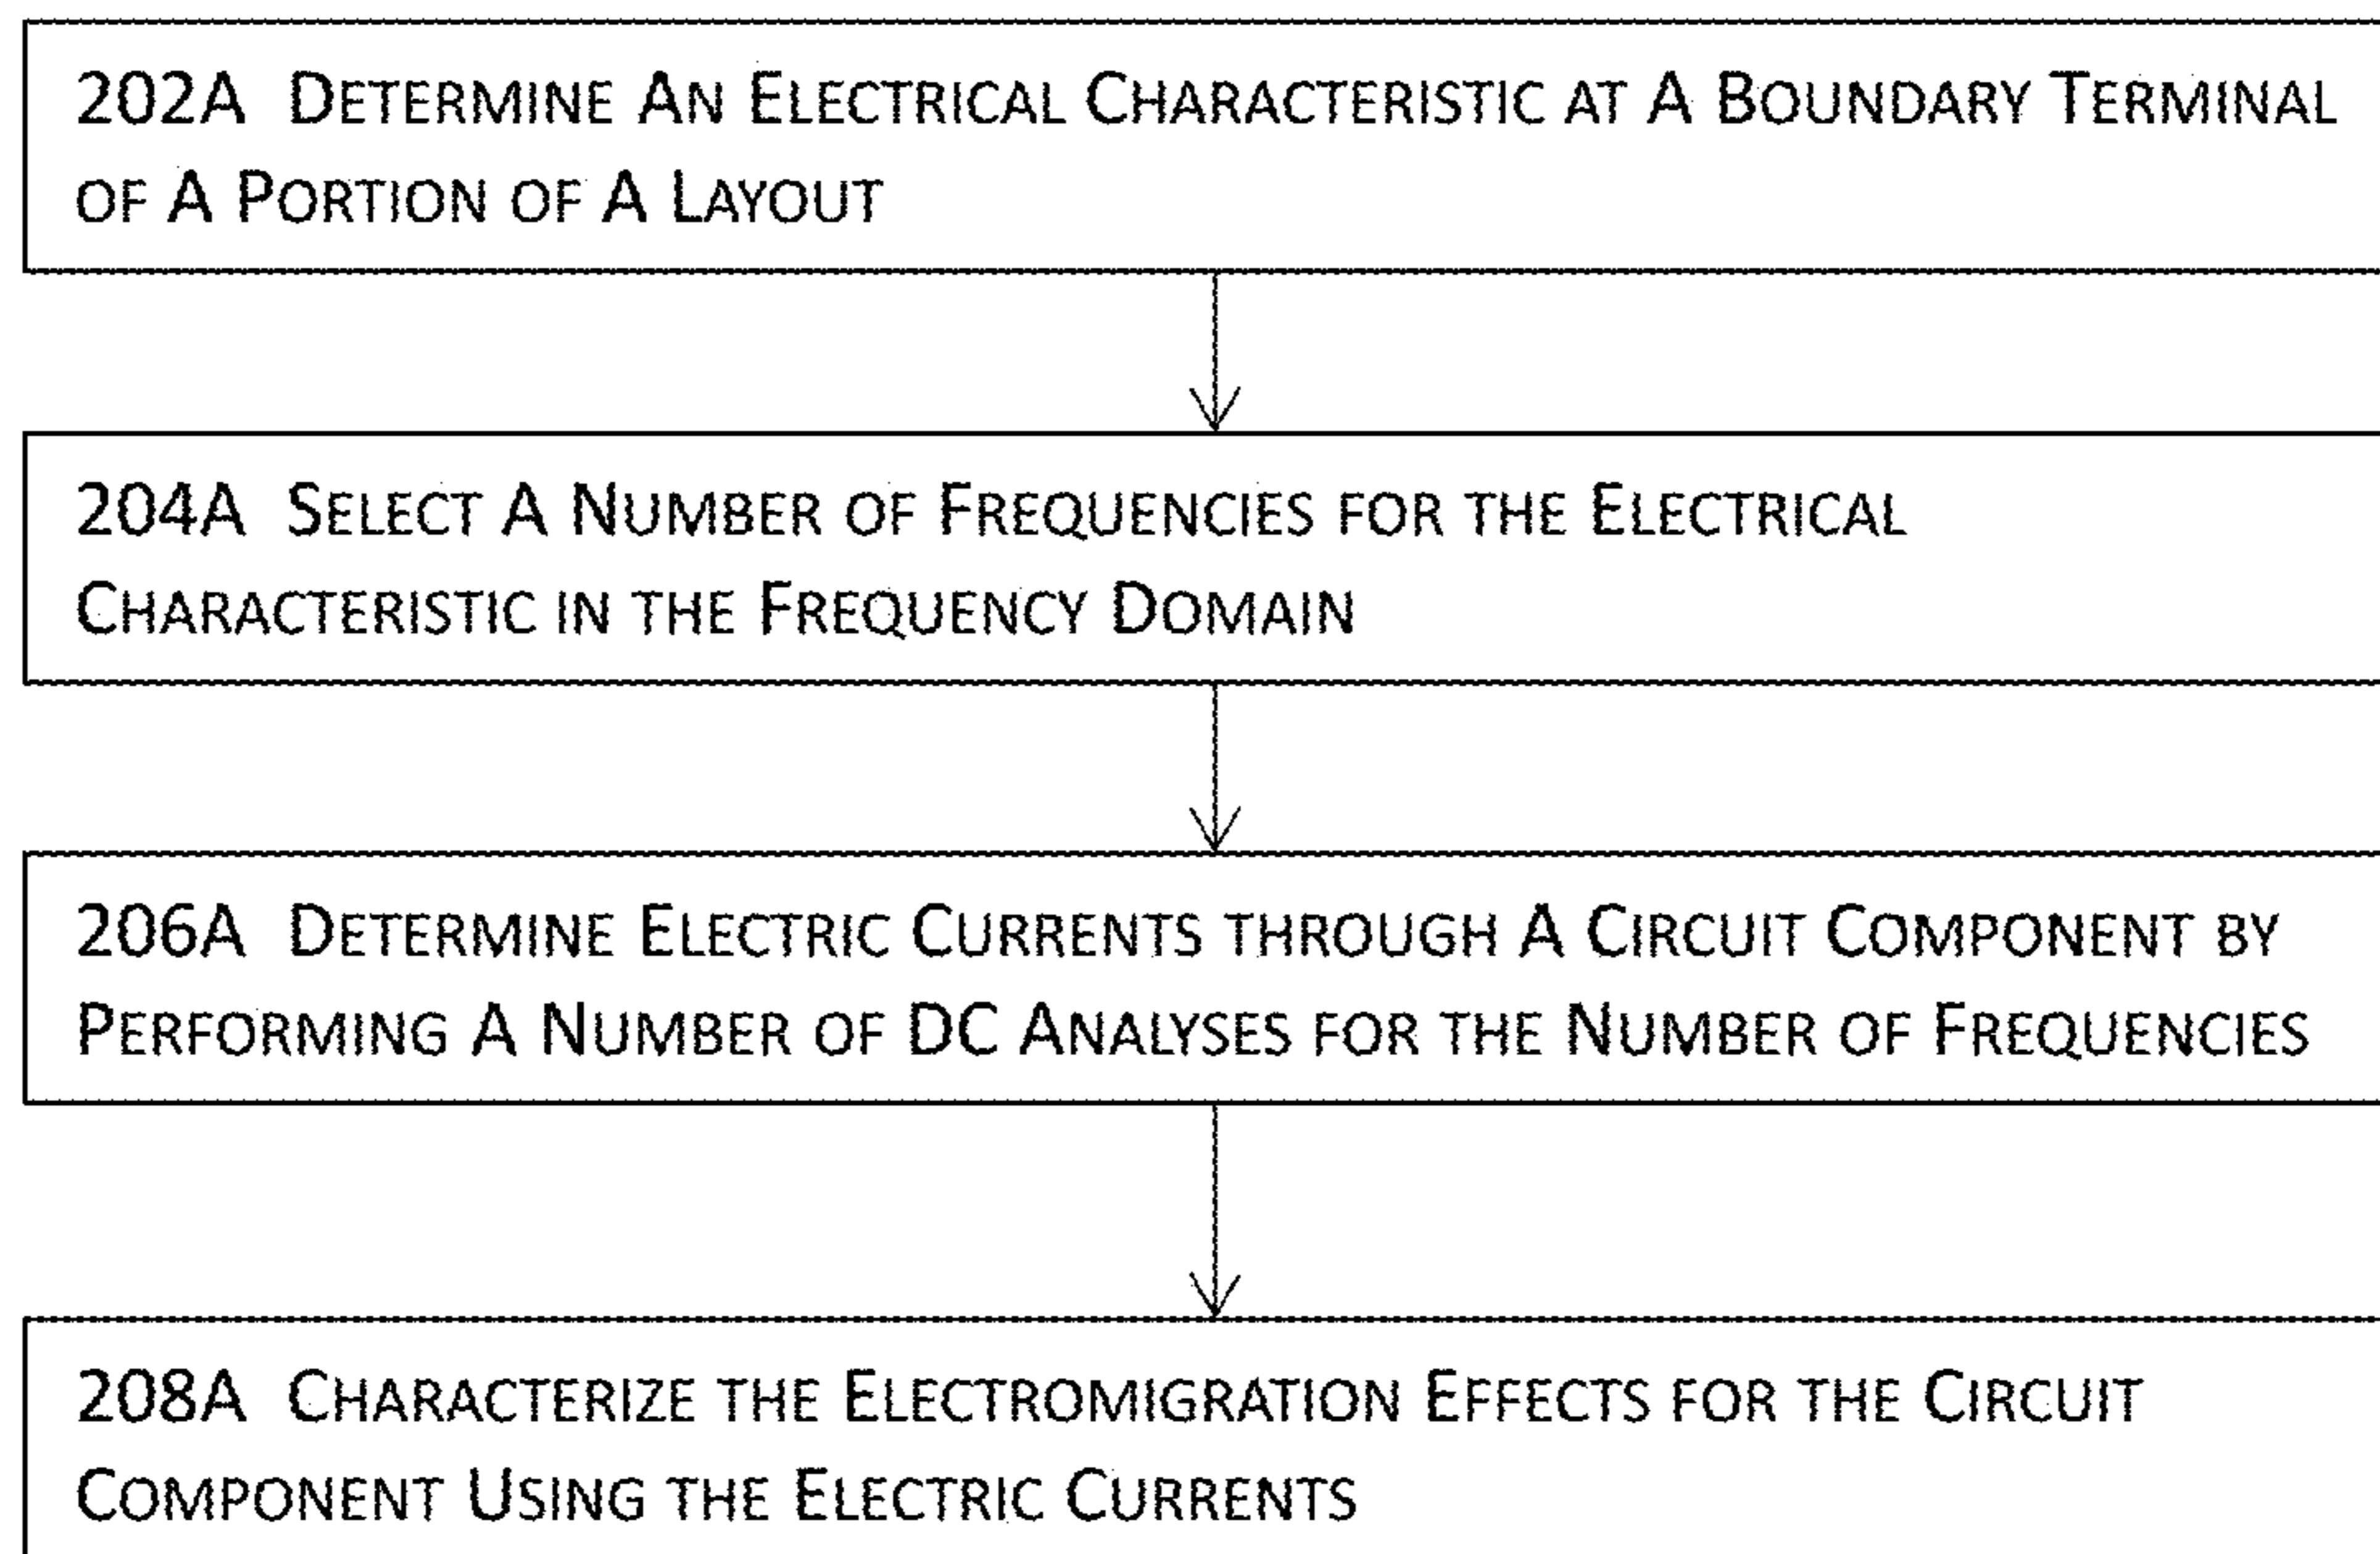 202A DETERMINE AN ELECTRICAL CHARACTERISTIC AT A BOUNDARY TERMINAL
OF A PORTION OF A LAYOUT
204A SELECT A NUMBER OF FREQUENCIES FOR THE ELECTRICAL
CHARACTERISTIC IN THE FREQUENCY DOMAIN
206A DETERMINE ELECTRIC CURRENTS THROUGH A CIRCUIT COMPONENT BY
PERFORMING A NUMBER OF DC ANALYSES FOR THE NUMBER OF FREQUENCIES
208A CHARACTERIZE THE ELECTROMIGRATION EFFECTS FOR THE CIRCUIT
COMPONENT USING THE ELECTRIC CURRENTS